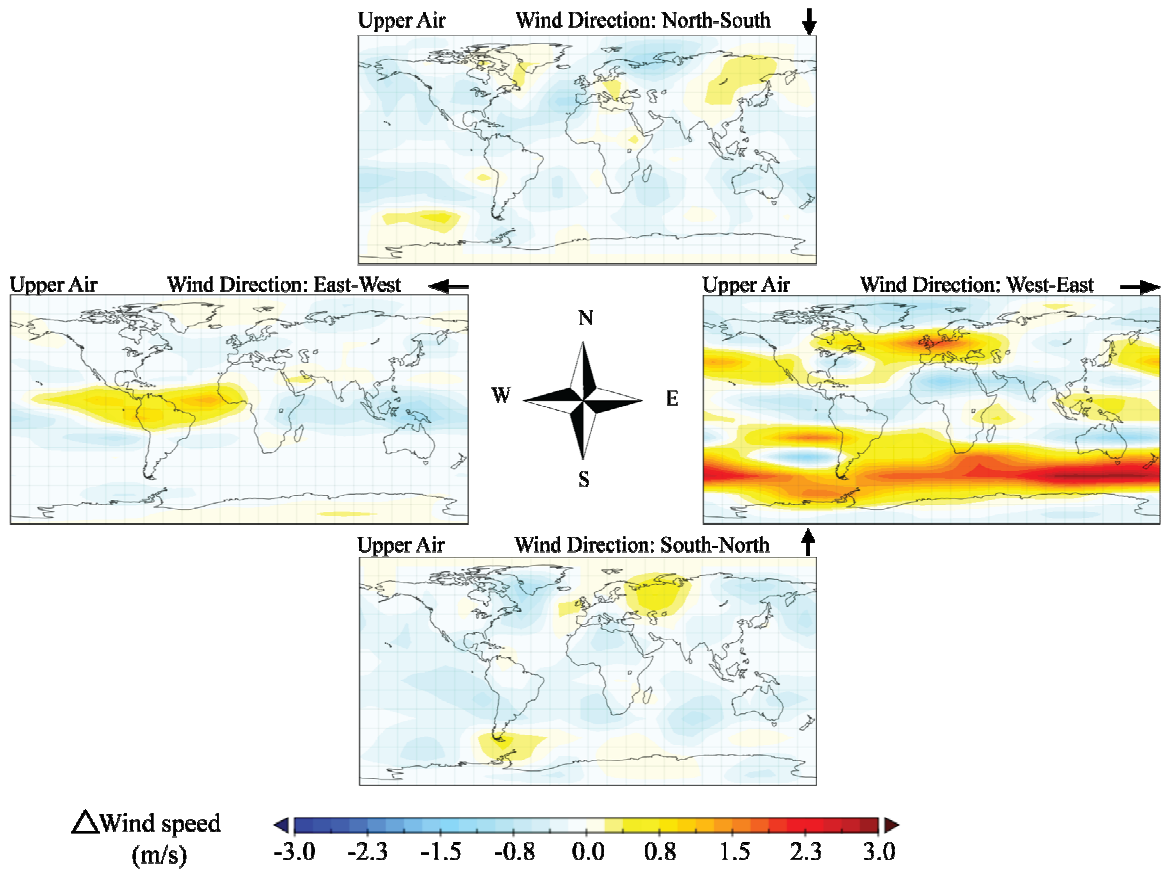 Upper Air Wind Direction: North-South
Upper Air Wind Direction: East-West
Upper Air Wind Direction: West-East
N
W E
S
Upper Air Wind Direction: South-North
△Wind speed
(m/s)
-3.0 -2.3 -1.5 -0.8 0.0 0.8 1.5 2.3 3.0